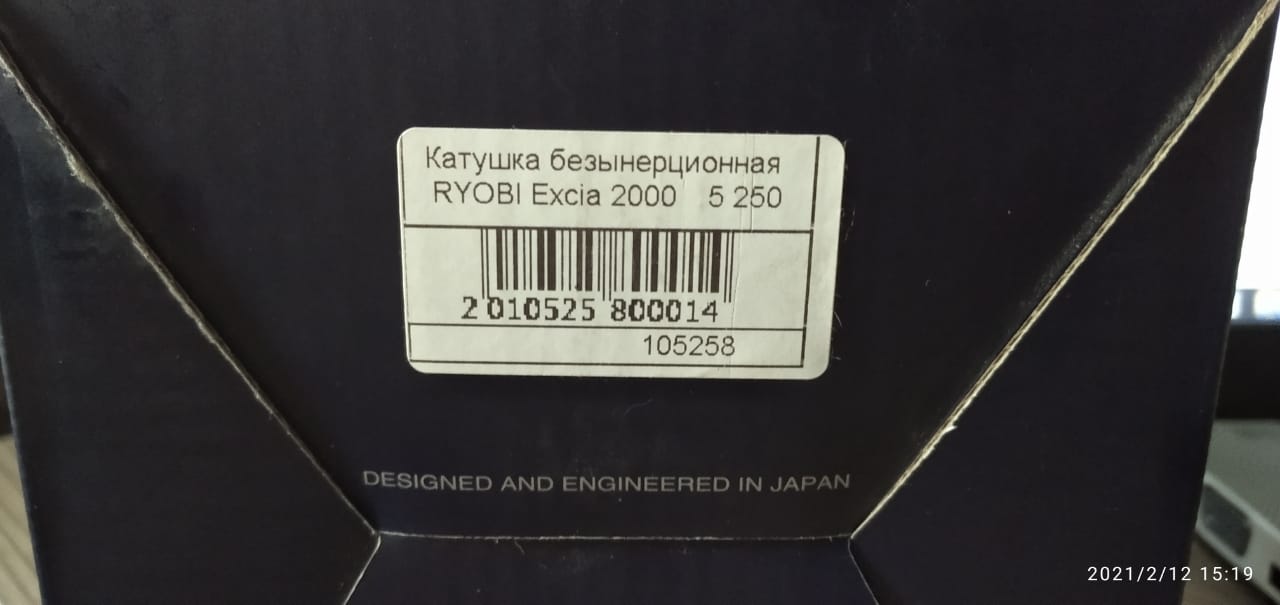 Катушка безынерционная
RYOBI Excia 2000 5 250
2 010525 800014
105258
DESIGNED AND ENGINEERED IN JAPAN
2021/2/12 15:19